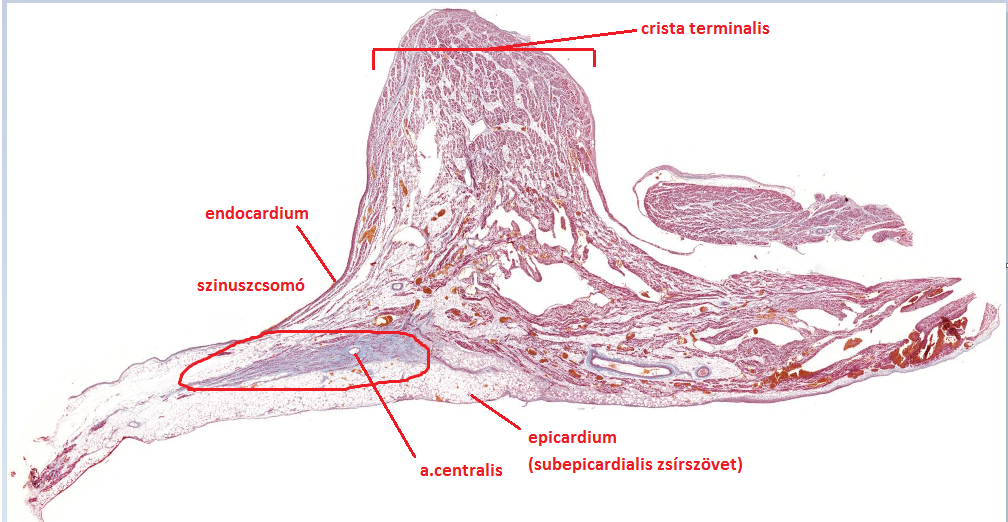 crista terminalis
endocardium
szinuszcsomó
epicardium
(subepicardialis zsírszövet)
a.centralis